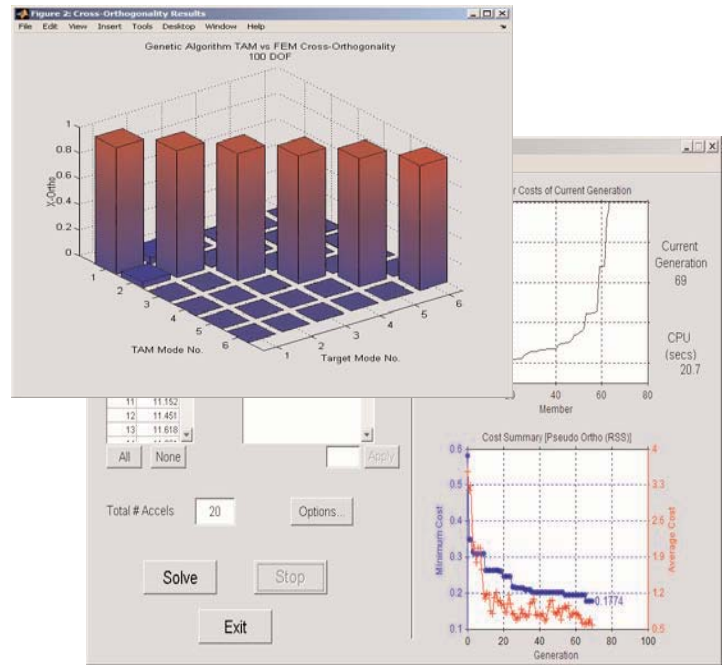 Figure 2: Cross-Orthogonality Results
File Edit View Insert Tools Desktop Window Help
Genetic Algorithm TAM vs FEM Cross-Orthogonality
100 DOF
X-Ortho
1
0.8
0.6
0.4
0.2
0
1
2
3
4
5
6
TAM Mode No.
1
2
3
4
5
6
Target Mode No.
Costs of Current Generation
20 40 60 80
Member
Current
Generation
69
CPU
(secs)
20.7
11 11.152
12 11.451
13 11.618
All None
Apply
Total # Accels 20 Options...
Solve Stop
Exit
Cost Summary [Pseudo Ortho (RSS)]
Minimum Cost
0.6
0.5
0.4
0.3
0.2
0.1
Average Cost
4
3.3
2.6
1.9
1.2
0.5
0.1774
0 20 40 60 80 100
Generation